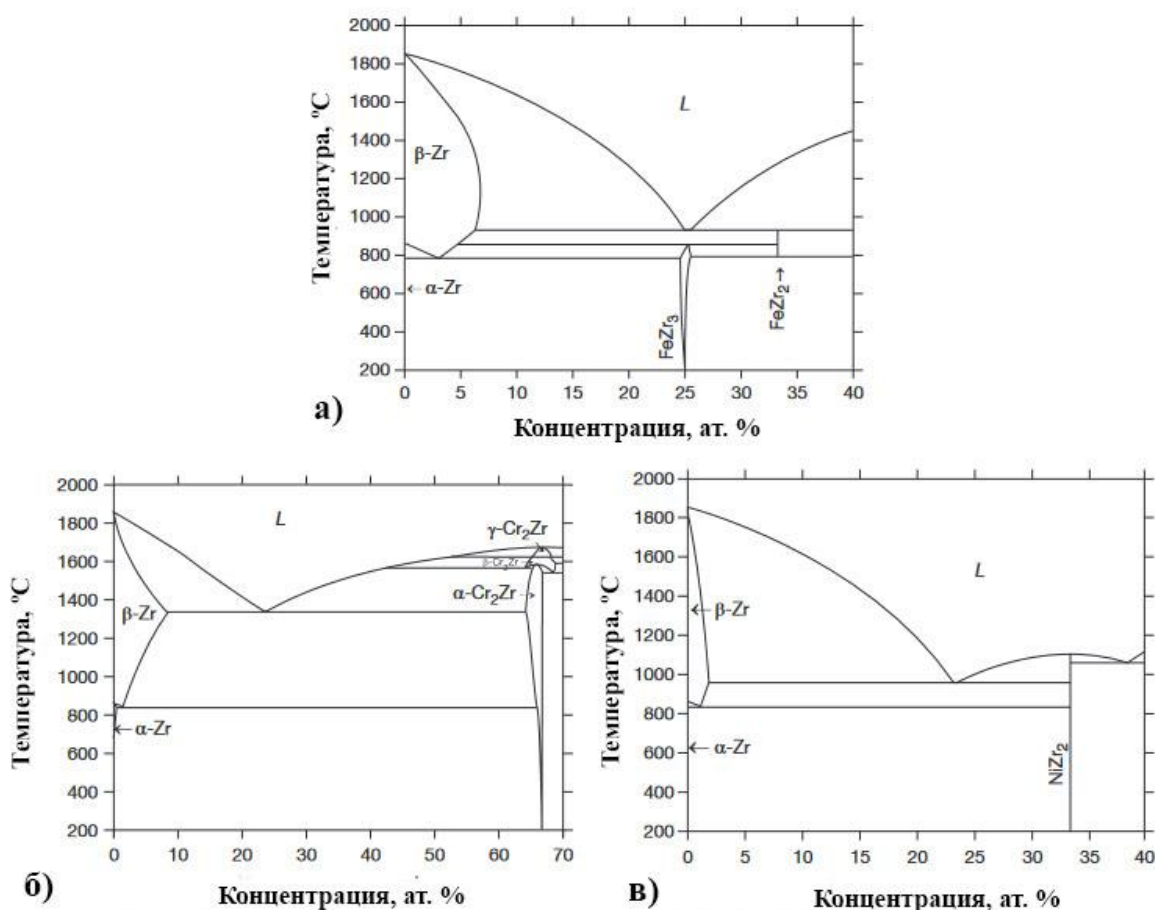 2000
1800
1600
1400
1200
1000
800
600
400
200
Температура, ºC
L
β-Zr
← α-Zr
FeZr3
FeZr2 →
0 5 10 15 20 25 30 35 40
а)
Концентрация, ат. %
2000
1800
1600
1400
1200
1000
800
600
400
200
Температура, ºC
L
γ-Cr2Zr
β-Cr2Zr
α-Cr2Zr
β-Zr
← α-Zr
0 10 20 30 40 50 60 70
б)
Концентрация, ат. %
2000
1800
1600
1400
1200
1000
800
600
400
200
Температура, ºC
L
← β-Zr
← α-Zr
NiZr2
0 5 10 15 20 25 30 35 40
в)
Концентрация, ат. %